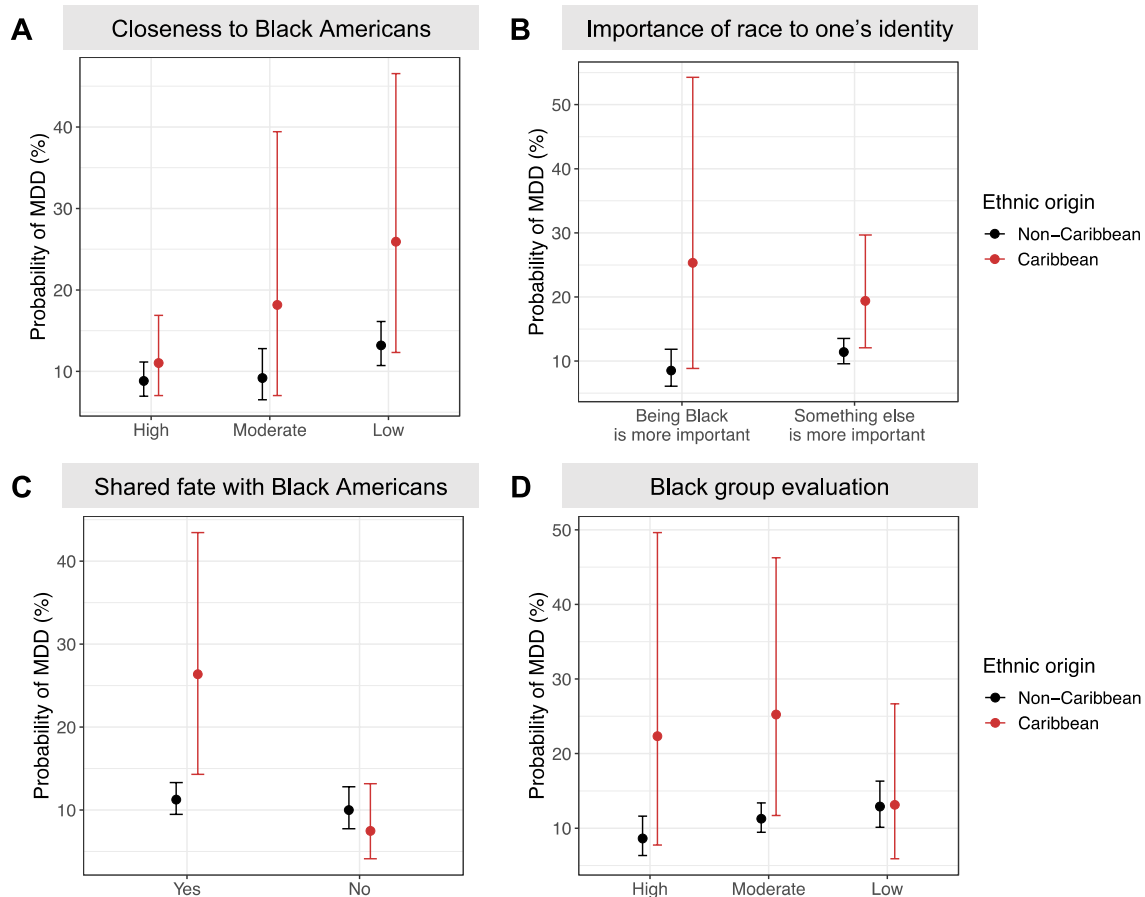 A
Closeness to Black Americans
Probability of MDD (%)
40
30
20
10
High
Moderate
Low
B
Importance of race to one's identity
Probability of MDD (%)
50
40
30
20
10
Being Black
is more important
Something else
is more important
Ethnic origin
Non−Caribbean
Caribbean
C
Shared fate with Black Americans
Probability of MDD (%)
40
30
20
10
Yes
No
D
Black group evaluation
Probability of MDD (%)
50
40
30
20
10
High
Moderate
Low
Ethnic origin
Non−Caribbean
Caribbean